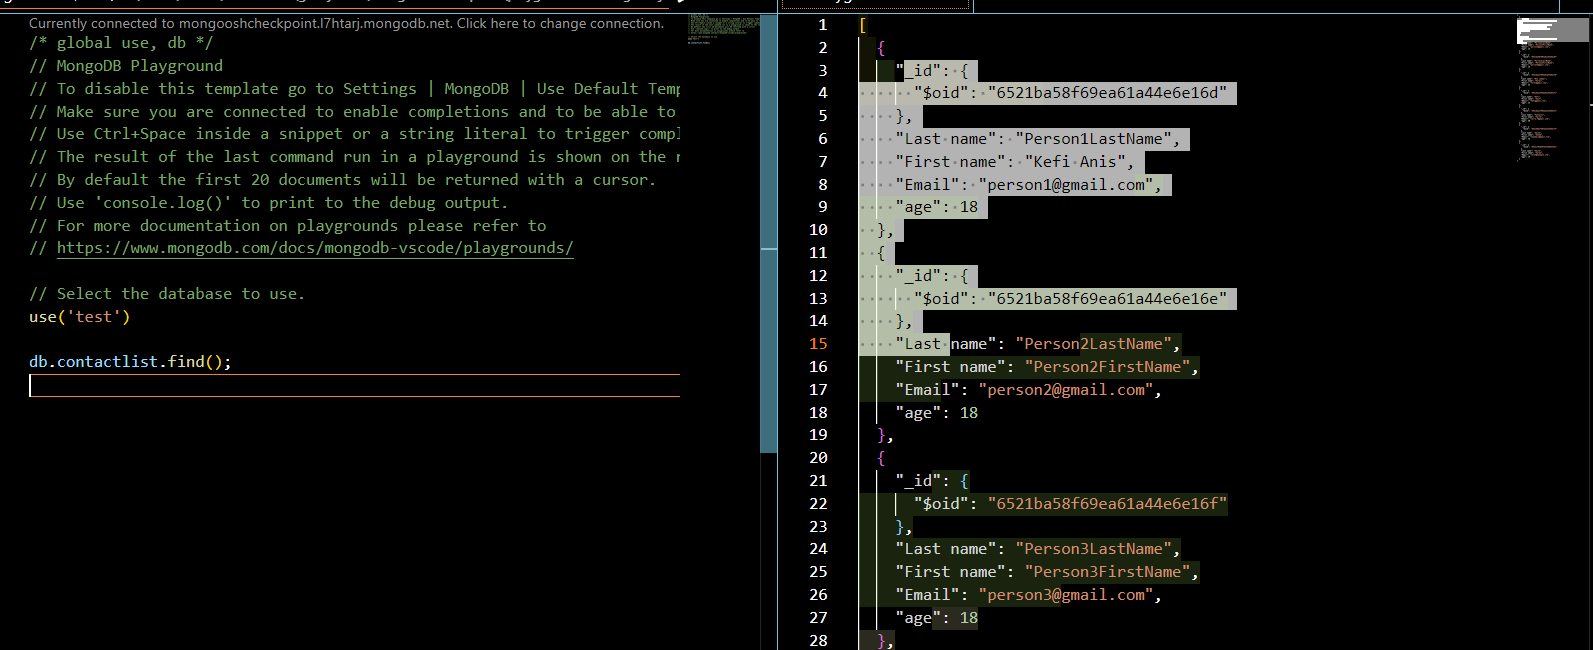 Currently connected to mongooshcheckpoint.l7htarj.mongodb.net. Click here to change connection.
/* global use, db */
// MongoDB Playground
// To disable this template go to Settings | MongoDB | Use Default Temp
// Make sure you are connected to enable completions and to be able to
// Use Ctrl+Space inside a snippet or a string literal to trigger compl
// The result of the last command run in a playground is shown on the r
// By default the first 20 documents will be returned with a cursor.
// Use 'console.log()' to print to the debug output.
// For more documentation on playgrounds please refer to
// https://www.mongodb.com/docs/mongodb-vscode/playgrounds/
// Select the database to use.
use('test')
db.contactlist.find();
1 [
2 {
3 "_id": {
4 "$oid": "6521ba58f69ea61a44e6e16d"
5 },
6 "Last name": "Person1LastName",
7 "First name": "Kefi Anis",
8 "Email": "person1@gmail.com",
9 "age": 18
10 },
11 {
12 "_id": {
13 "$oid": "6521ba58f69ea61a44e6e16e"
14 },
15 "Last name": "Person2LastName",
16 "First name": "Person2FirstName",
17 "Email": "person2@gmail.com",
18 "age": 18
19 },
20 {
21 "_id": {
22 "$oid": "6521ba58f69ea61a44e6e16f"
23 },
24 "Last name": "Person3LastName",
25 "First name": "Person3FirstName",
26 "Email": "person3@gmail.com",
27 "age": 18
28 },